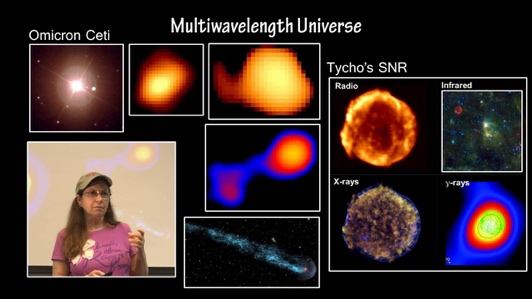 Multiwavelength Universe
Omicron Ceti
Tycho's SNR
Radio
Infrared
X-rays
γ-rays